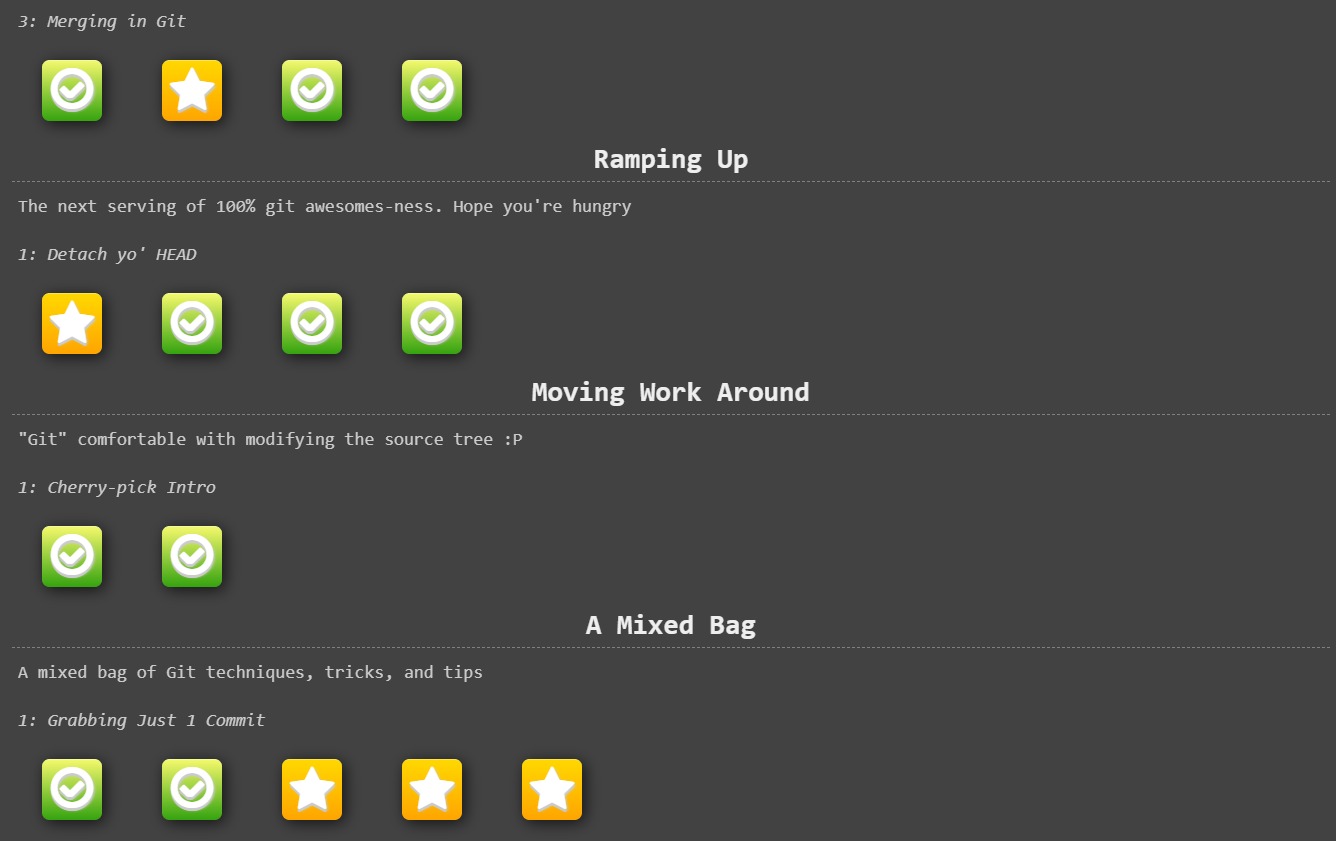 3: Merging in Git
Ramping Up
The next serving of 100% git awesomes-ness. Hope you're hungry
1: Detach yo' HEAD
Moving Work Around
"Git" comfortable with modifying the source tree :P
1: Cherry-pick Intro
A Mixed Bag
A mixed bag of Git techniques, tricks, and tips
1: Grabbing Just 1 Commit